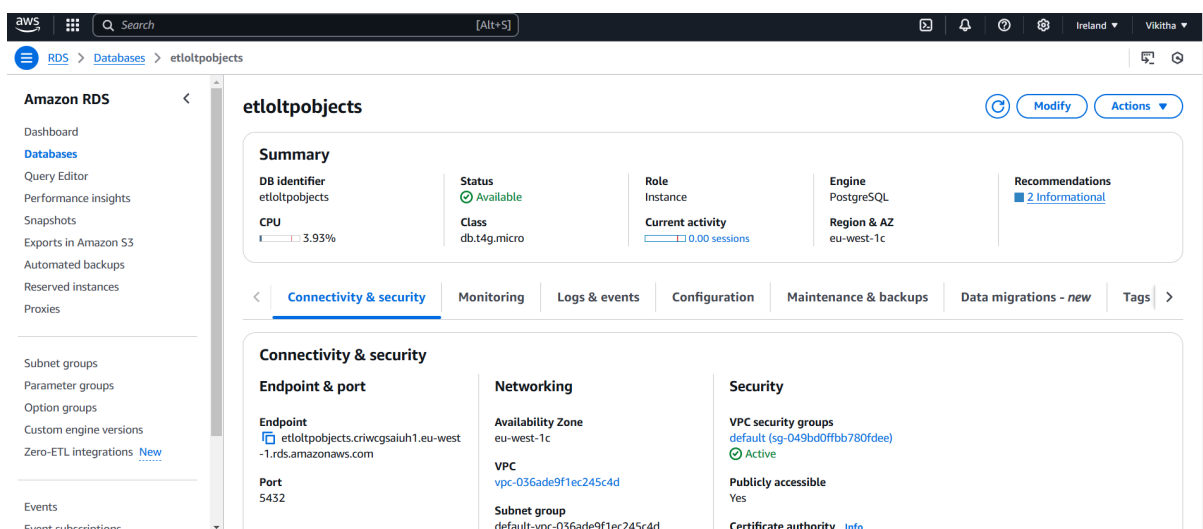 aws
Search
[Alt+S]
Ireland
Vikitha
RDS > Databases > etloltpobjects
Amazon RDS
Dashboard
Databases
Query Editor
Performance insights
Snapshots
Exports in Amazon S3
Automated backups
Reserved instances
Proxies
Subnet groups
Parameter groups
Option groups
Custom engine versions
Zero-ETL integrations New
Events
Event subscriptions
etloltpobjects
Modify
Actions
Summary
DB identifier
etloltpobjects
Status
Available
Role
Instance
Engine
PostgreSQL
Recommendations
2 Informational
CPU
3.93%
Class
db.t4g.micro
Current activity
0.00 sessions
Region & AZ
eu-west-1c
Connectivity & security
Monitoring
Logs & events
Configuration
Maintenance & backups
Data migrations - new
Tags
Connectivity & security
Endpoint & port
Endpoint
etloltpobjects.criwcgsaiuh1.eu-west
-1.rds.amazonaws.com
Port
5432
Networking
Availability Zone
eu-west-1c
VPC
vpc-036ade9f1ec245c4d
Subnet group
default-vpc-036ade9f1ec245c4d
Security
VPC security groups
default (sg-049bd0ffbb780fdee)
Active
Publicly accessible
Yes
Certificate authority Info